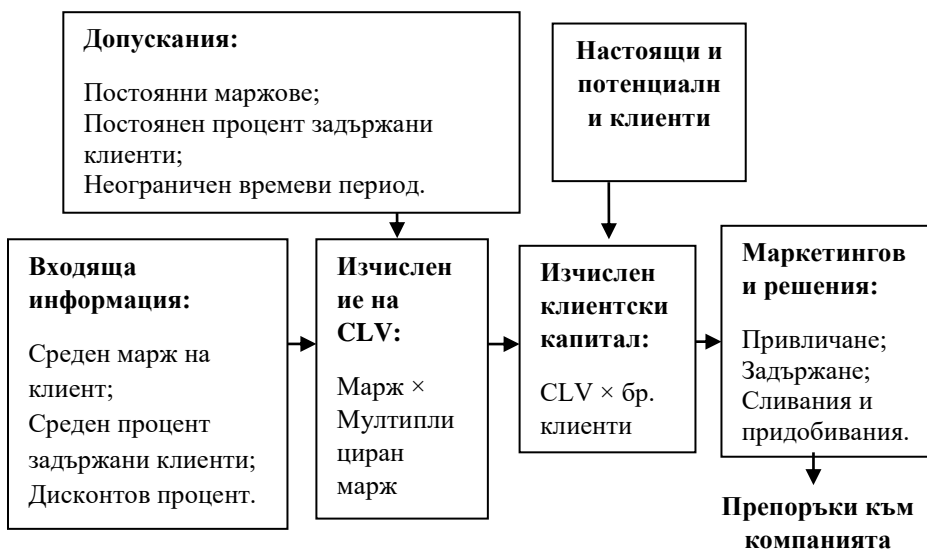 Допускания:
Постоянни маржове;
Постоянен процент задържани
клиенти;
Неограничен времеви период.
Настоящи и
потенциалн
и клиенти
Входяща
информация:
Среден марж на
клиент;
Среден процент
задържани клиенти;
Дисконтов процент.
Изчислен
ие на
CLV:
Марж ×
Мултипли
циран
марж
Изчислен
клиентски
капитал:
CLV × бр.
клиенти
Маркетингов
и решения:
Привличане;
Задържане;
Сливания и
придобивания.
Препоръки към
компанията